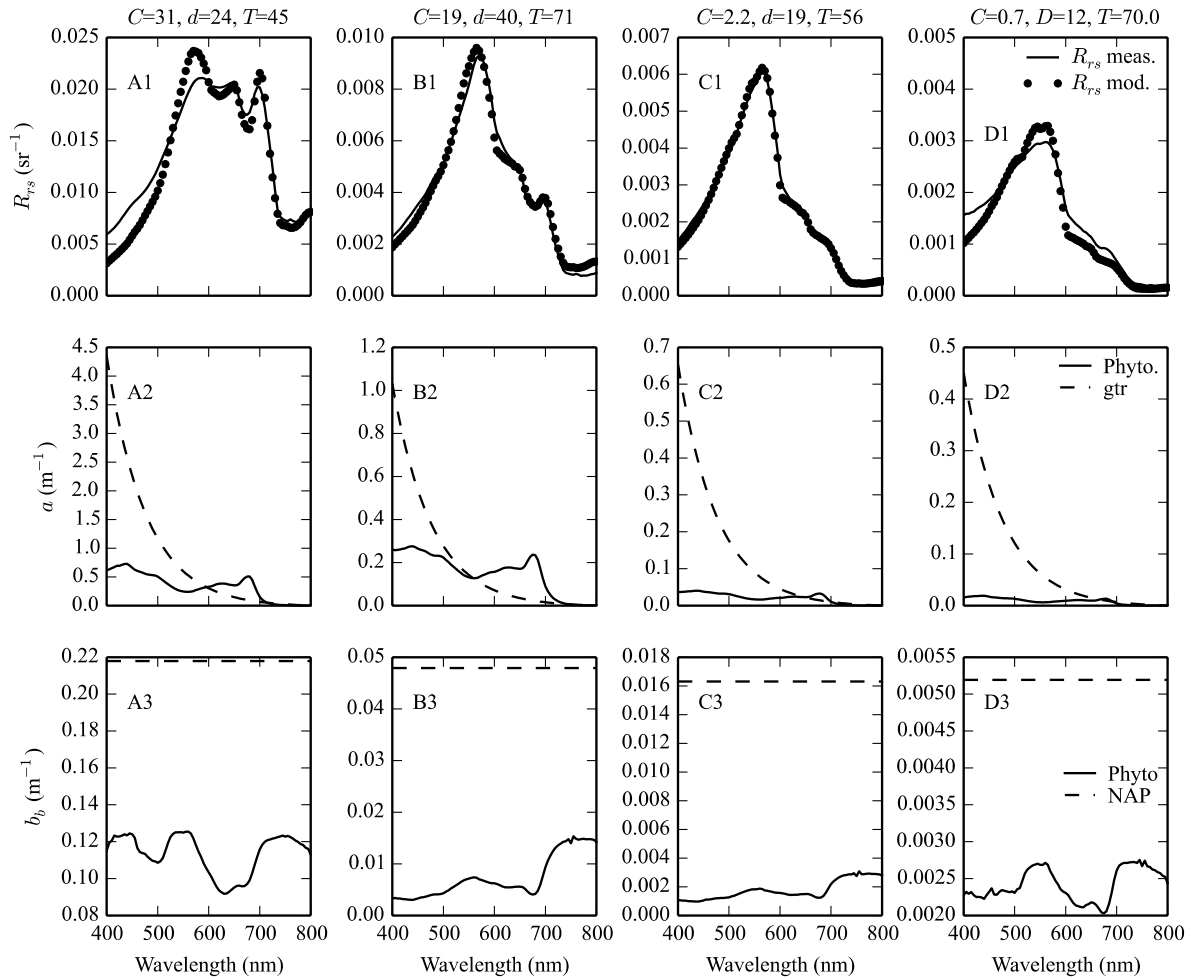 C=31, d=24, T=45
C=19, d=40, T=71
C=2.2, d=19, T=56
C=0.7, D=12, T=70.0
R_rs (sr⁻¹)
0.025
0.020
0.015
0.010
0.005
0.000
A1
0.010
0.008
0.006
0.004
0.002
0.000
B1
0.007
0.006
0.005
0.004
0.003
0.002
0.001
0.000
C1
0.005
0.004
0.003
0.002
0.001
0.000
D1
R_rs meas.
R_rs mod.
a (m⁻¹)
4.5
4.0
3.5
3.0
2.5
2.0
1.5
1.0
0.5
0.0
A2
1.2
1.0
0.8
0.6
0.4
0.2
0.0
B2
0.7
0.6
0.5
0.4
0.3
0.2
0.1
0.0
C2
0.5
0.4
0.3
0.2
0.1
0.0
D2
Phyto.
gtr
b_b (m⁻¹)
0.22
0.20
0.18
0.16
0.14
0.12
0.10
0.08
A3
400 500 600 700 800
Wavelength (nm)
0.05
0.04
0.03
0.02
0.01
0.00
B3
400 500 600 700 800
Wavelength (nm)
0.018
0.016
0.014
0.012
0.010
0.008
0.006
0.004
0.002
0.000
C3
400 500 600 700 800
Wavelength (nm)
0.0055
0.0050
0.0045
0.0040
0.0035
0.0030
0.0025
0.0020
D3
Phyto
NAP
400 500 600 700 800
Wavelength (nm)